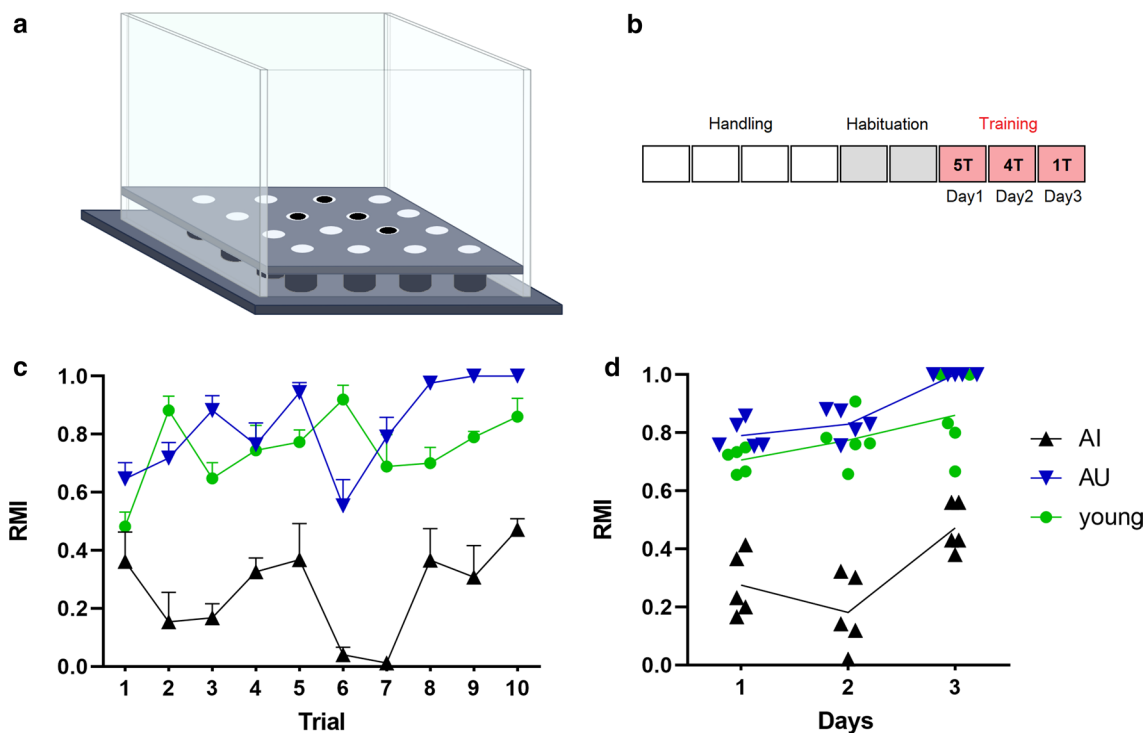 a
b
Handling Habituation Training
5T 4T 1T
Day1 Day2 Day3
c
1.0
0.8
0.6
0.4
0.2
0.0
RMI
1 2 3 4 5 6 7 8 9 10
Trial
d
1.0
0.8
0.6
0.4
0.2
0.0
RMI
1 2 3
Days
AI
AU
young